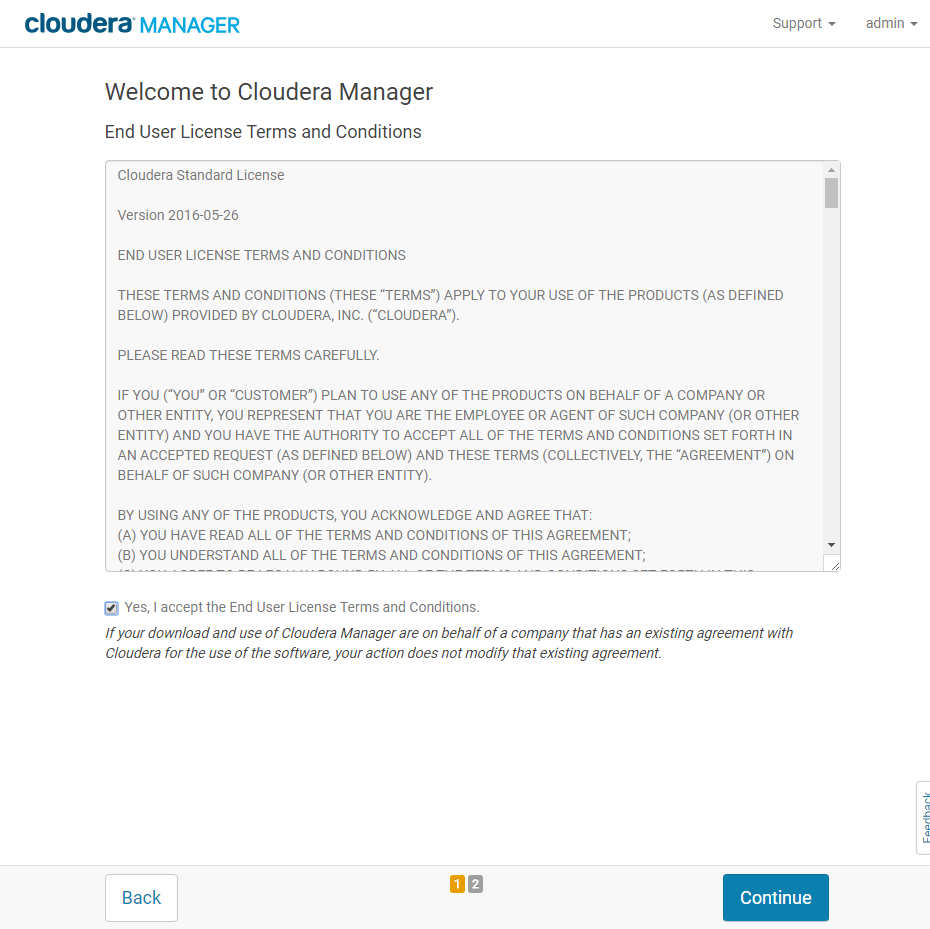 cloudera MANAGER
Support
admin
Welcome to Cloudera Manager
End User License Terms and Conditions
Cloudera Standard License
Version 2016-05-26
END USER LICENSE TERMS AND CONDITIONS
THESE TERMS AND CONDITIONS (THESE “TERMS”) APPLY TO YOUR USE OF THE PRODUCTS (AS DEFINED
BELOW) PROVIDED BY CLOUDERA, INC. (“CLOUDERA”).
PLEASE READ THESE TERMS CAREFULLY.
IF YOU (“YOU” OR “CUSTOMER”) PLAN TO USE ANY OF THE PRODUCTS ON BEHALF OF A COMPANY OR
OTHER ENTITY, YOU REPRESENT THAT YOU ARE THE EMPLOYEE OR AGENT OF SUCH COMPANY (OR OTHER
ENTITY) AND YOU HAVE THE AUTHORITY TO ACCEPT ALL OF THE TERMS AND CONDITIONS SET FORTH IN
AN ACCEPTED REQUEST (AS DEFINED BELOW) AND THESE TERMS (COLLECTIVELY, THE “AGREEMENT”) ON
BEHALF OF SUCH COMPANY (OR OTHER ENTITY).
BY USING ANY OF THE PRODUCTS, YOU ACKNOWLEDGE AND AGREE THAT:
(A) YOU HAVE READ ALL OF THE TERMS AND CONDITIONS OF THIS AGREEMENT;
(B) YOU UNDERSTAND ALL OF THE TERMS AND CONDITIONS OF THIS AGREEMENT;
Yes, I accept the End User License Terms and Conditions.
If your download and use of Cloudera Manager are on behalf of a company that has an existing agreement with
Cloudera for the use of the software, your action does not modify that existing agreement.
Feedback
Back
1 2
Continue